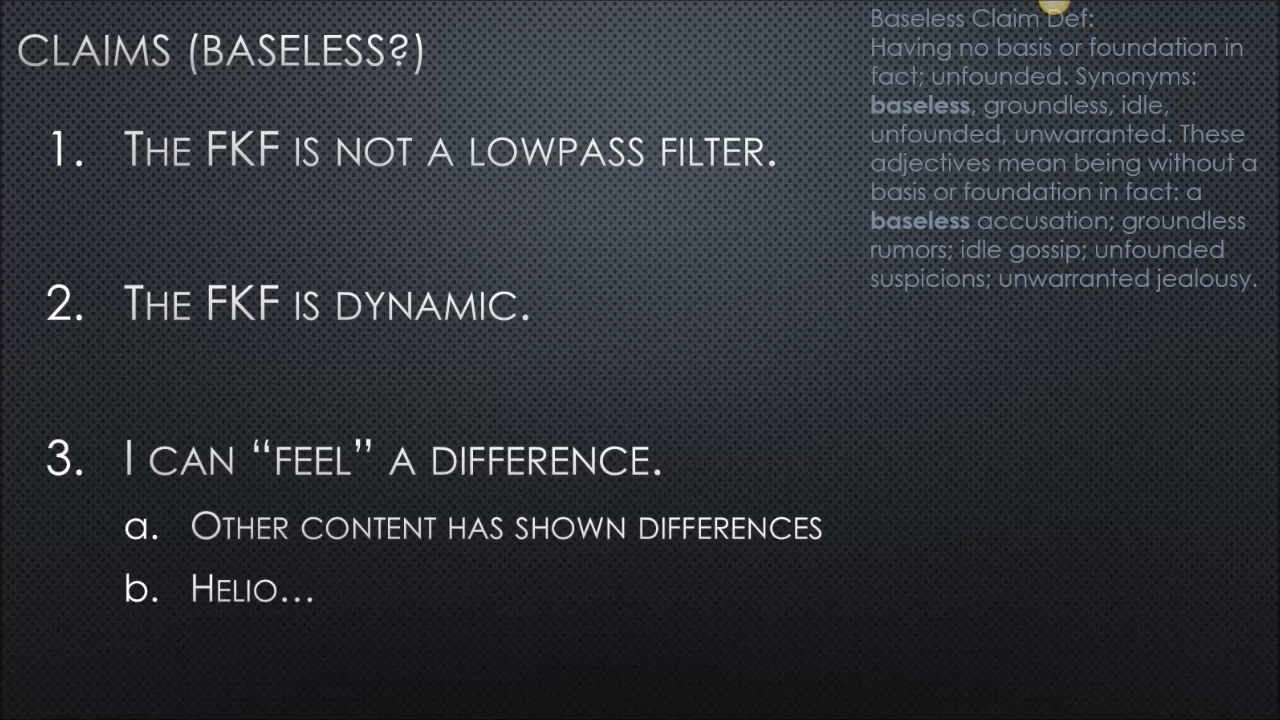 CLAIMS (BASELESS?)
1. THE FKF IS NOT A LOWPASS FILTER.
2. THE FKF IS DYNAMIC.
3. I CAN “FEEL” A DIFFERENCE.
a. OTHER CONTENT HAS SHOWN DIFFERENCES
b. HELIO...
Baseless Claim Def:
Having no basis or foundation in
fact; unfounded. Synonyms:
baseless, groundless, idle,
unfounded, unwarranted. These
adjectives mean being without a
basis or foundation in fact: a
baseless accusation; groundless
rumors; idle gossip; unfounded
suspicions; unwarranted jealousy.